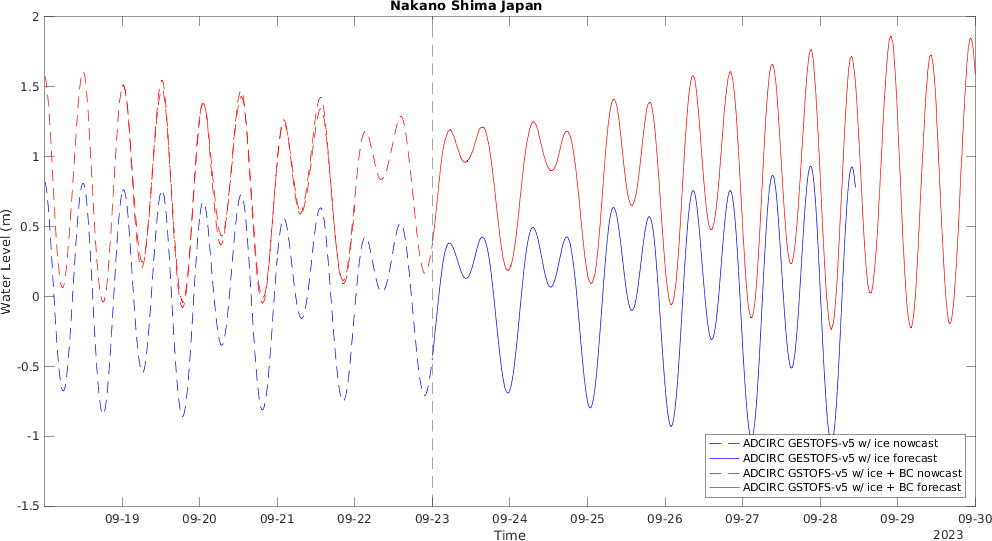 Nakano Shima Japan
2
1.5
1
0.5
0
-0.5
-1
-1.5
Water Level (m)
ADCIRC GESTOFS-v5 w/ ice nowcast
ADCIRC GESTOFS-v5 w/ ice forecast
ADCIRC GSTOFS-v5 w/ ice + BC nowcast
ADCIRC GSTOFS-v5 w/ ice + BC forecast
09-19 09-20 09-21 09-22 09-23 09-24 09-25 09-26 09-27 09-28 09-29 09-30
Time
2023